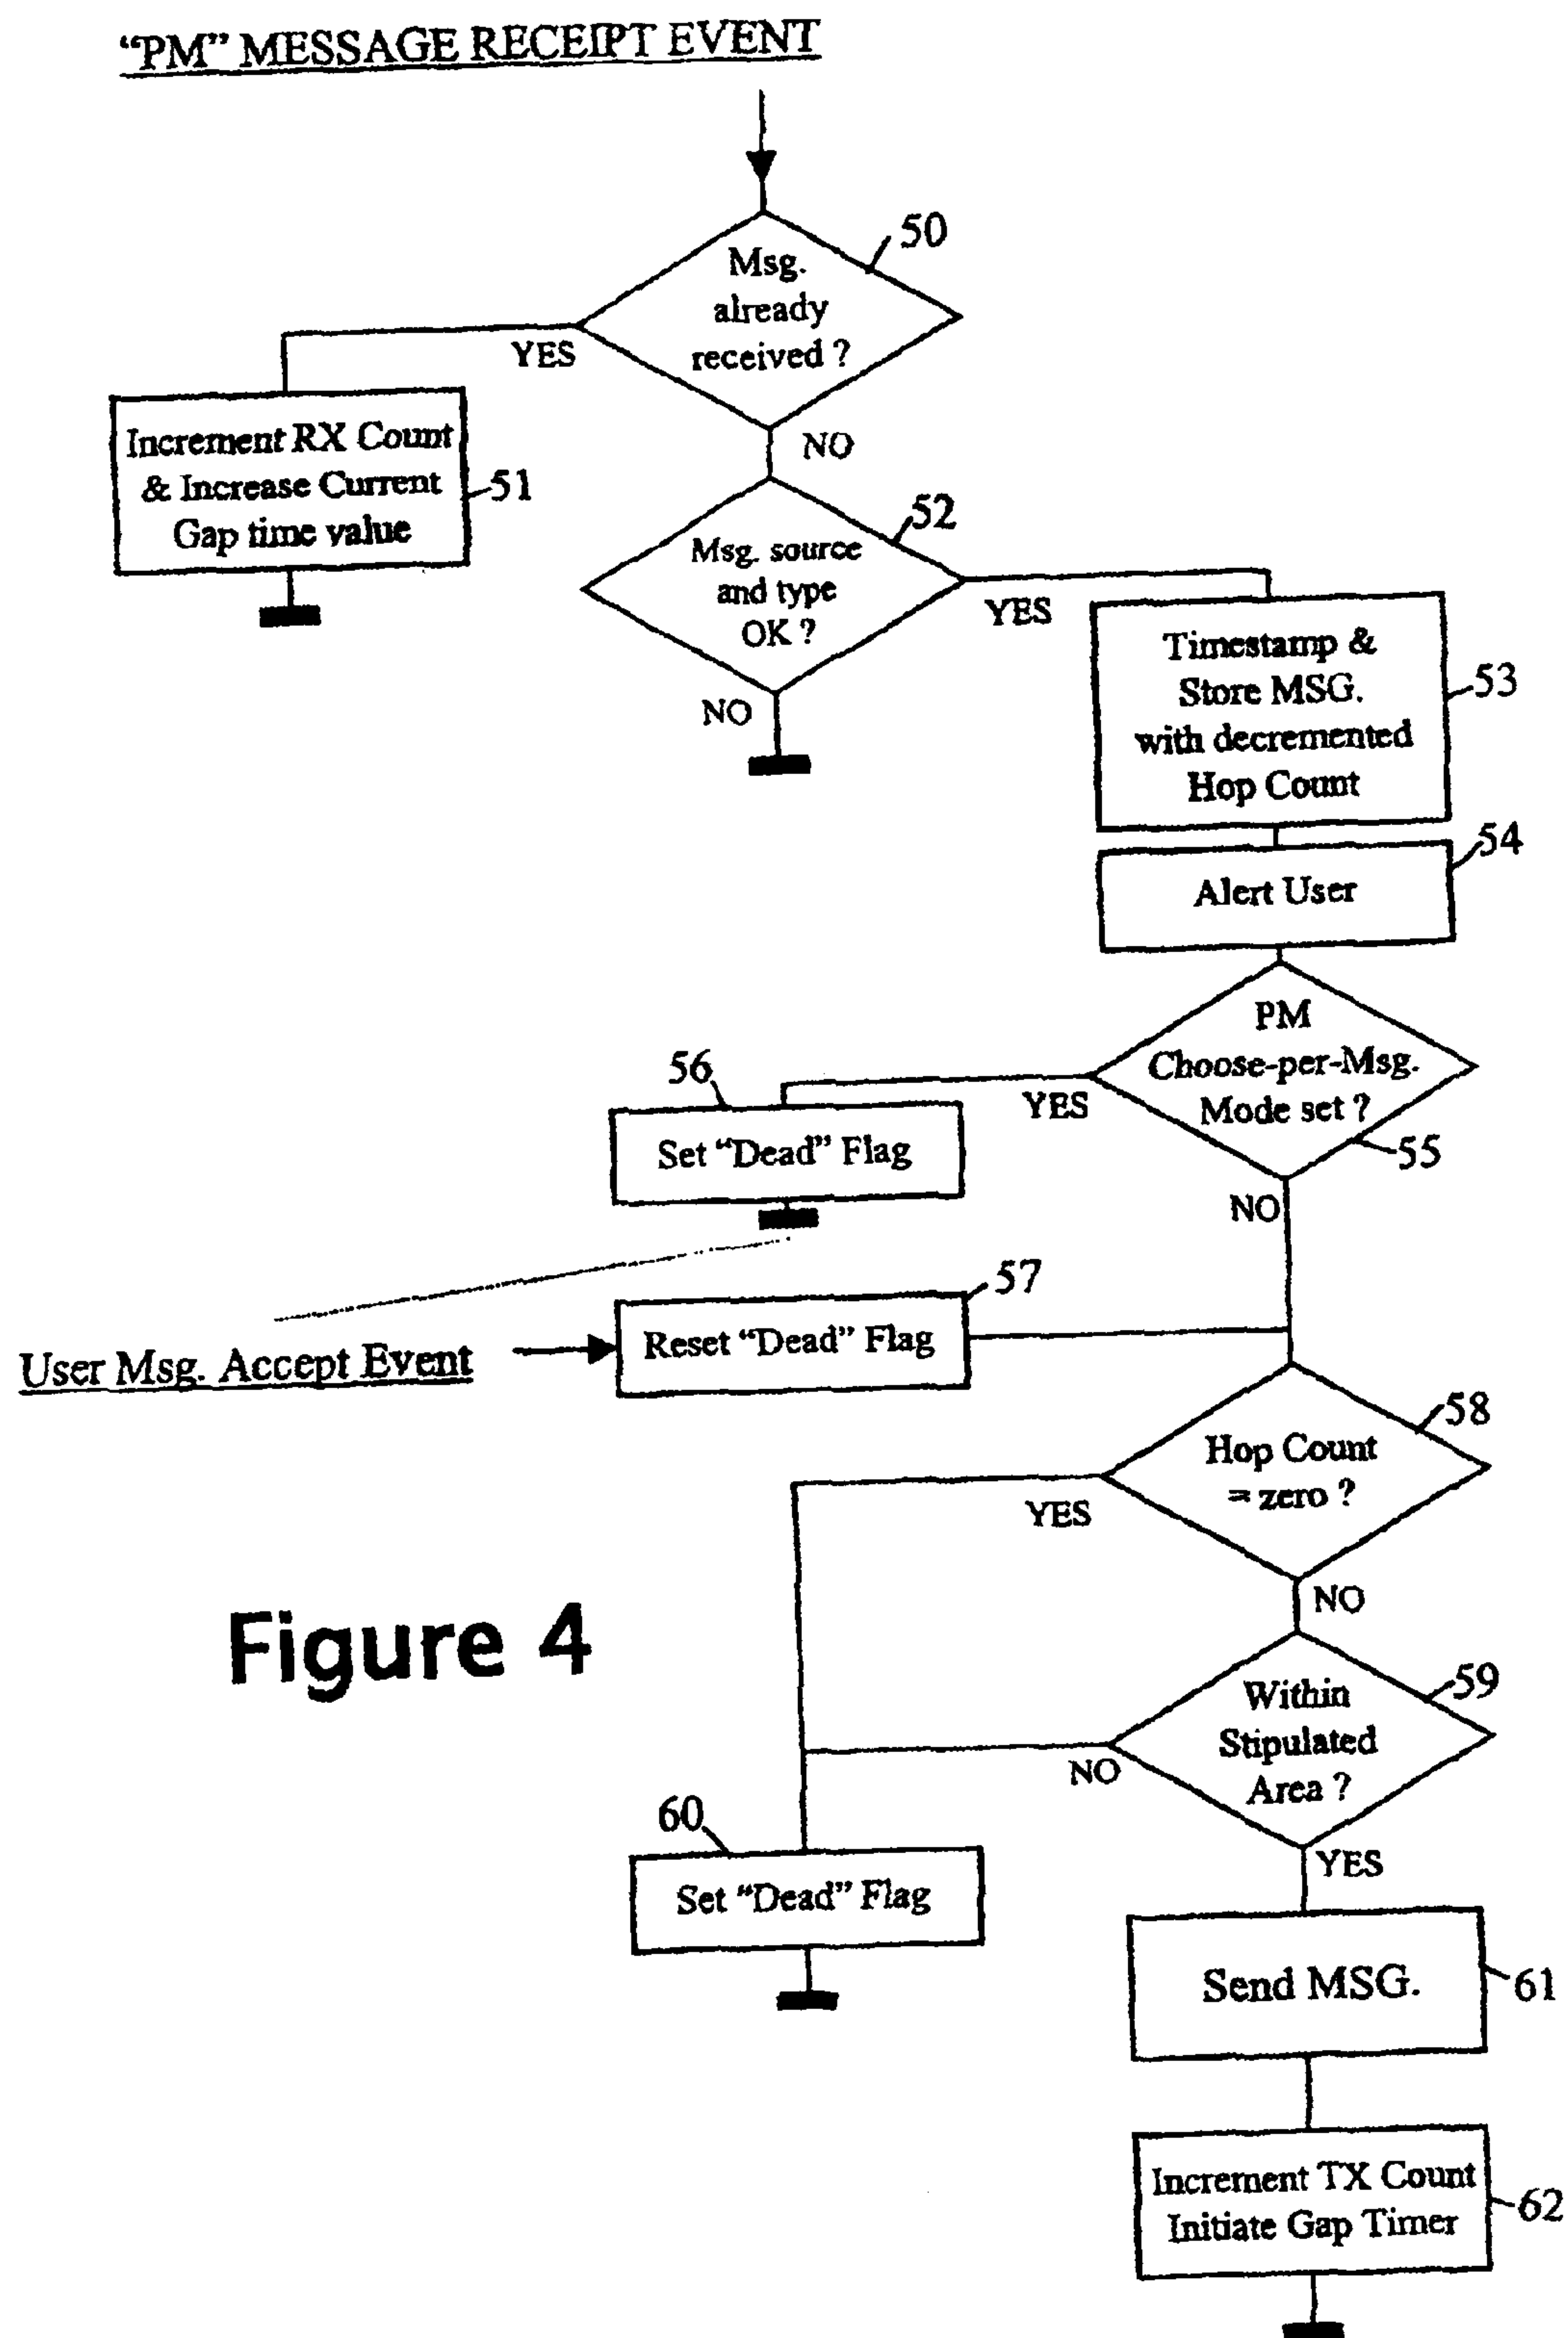 “PM” MESSAGE RECEIPT EVENT
50
Msg.
already
received ?
YES
NO
Increment RX Count
& Increase Current
Gap time value
51
52
Msg. source
and type
OK ?
YES
NO
Timestamp &
Store MSG.
with decremented
Hop Count
53
54
Alert User
PM
Choose-per-Msg.
Mode set ?
55
YES
NO
56
Set “Dead” Flag
57
User Msg. Accept Event
Reset “Dead” Flag
58
Hop Count
= zero ?
YES
NO
Figure 4
59
Within
Stipulated
Area ?
NO
YES
60
Set “Dead” Flag
Send MSG.
61
Increment TX Count
Initiate Gap Timer
62